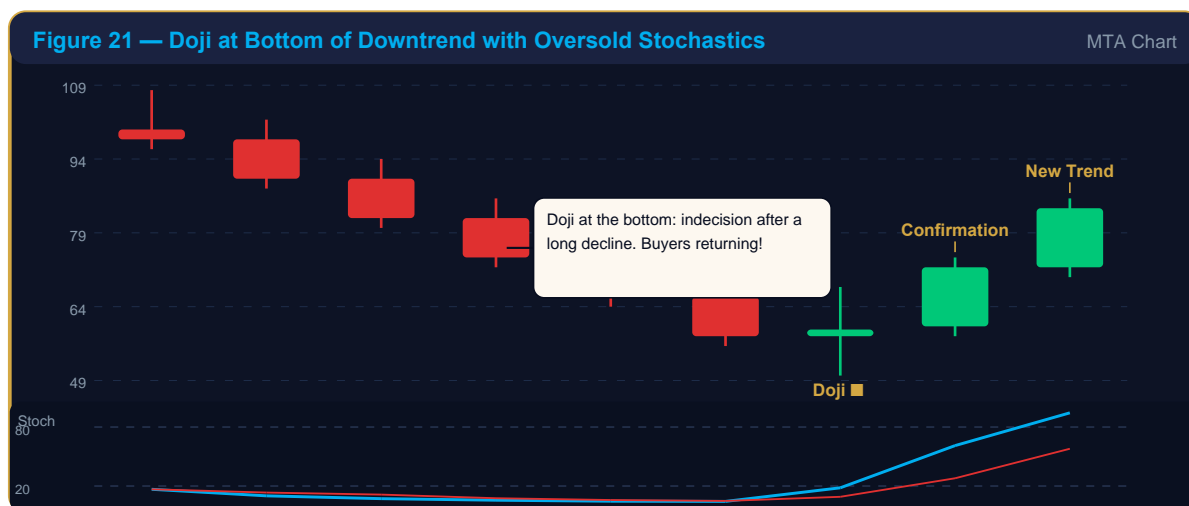 Figure 21 — Doji at Bottom of Downtrend with Oversold Stochastics
MTA Chart
109
94
New Trend
Doji at the bottom: indecision after a
long decline. Buyers returning!
Confirmation
79
64
49
Doji ■
Stoch
80
20